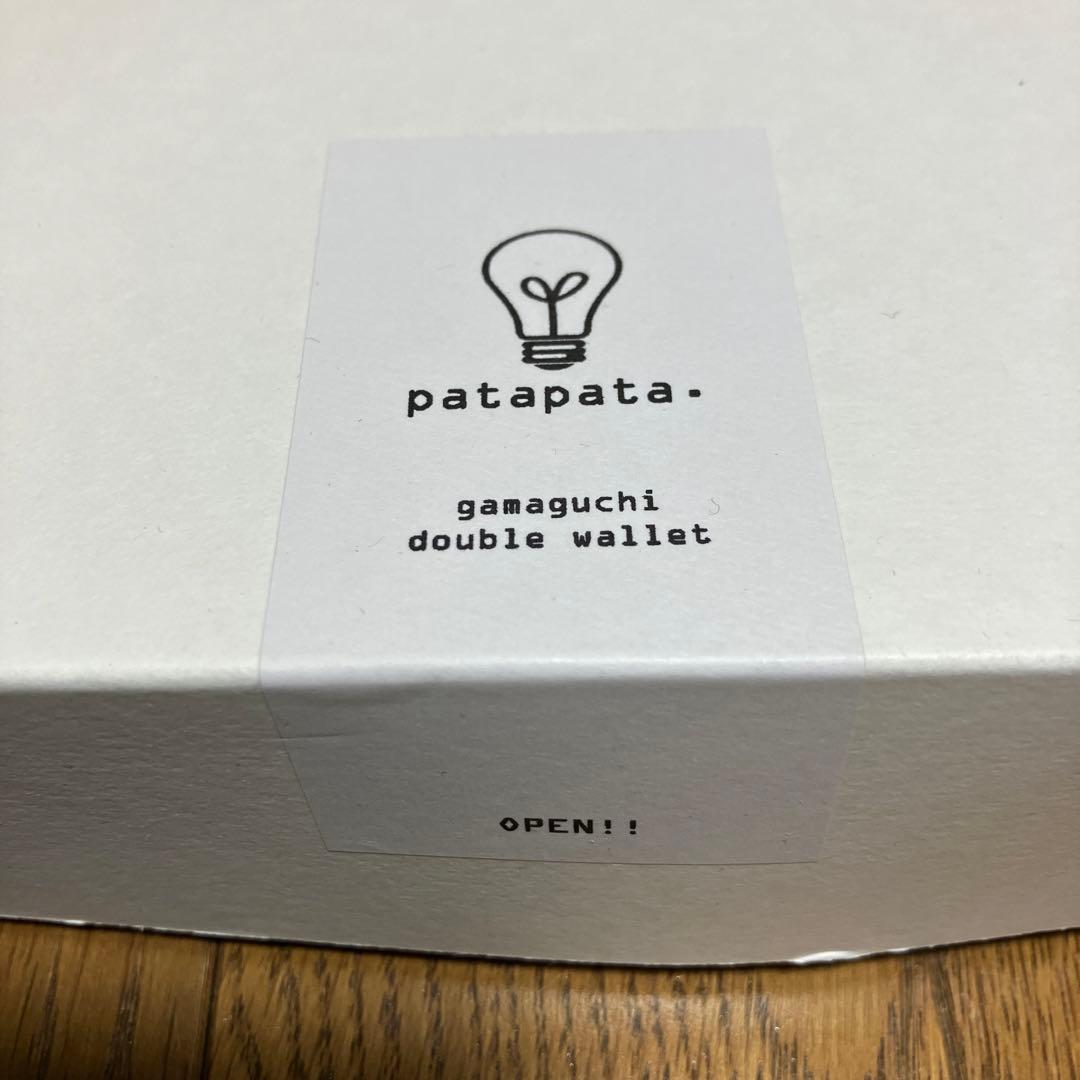 patapata.
gamaguchi
double wallet
OPEN!!